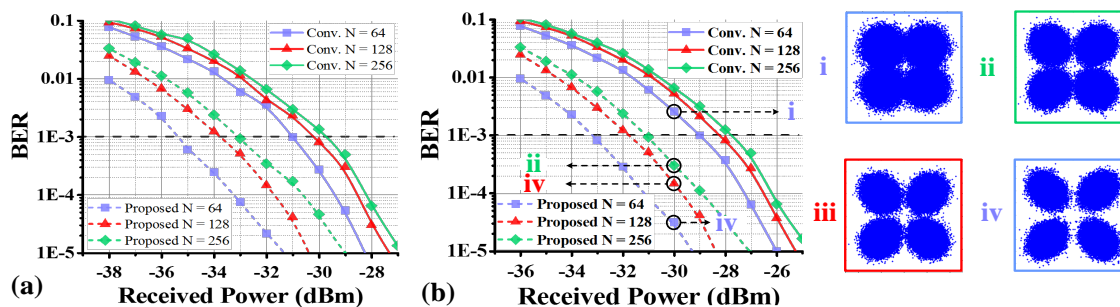 0.1
0.01
1E-3
1E-4
1E-5
BER
Conv. N = 64
Conv. N = 128
Conv. N = 256
Proposed N = 64
Proposed N = 128
Proposed N = 256
-38
-36
-34
-32
-30
-28
Received Power (dBm)
(a)
0.1
0.01
1E-3
1E-4
1E-5
BER
Conv. N = 64
Conv. N = 128
Conv. N = 256
i
ii
iv
iv
Proposed N = 64
Proposed N = 128
Proposed N = 256
-36
-34
-32
-30
-28
-26
Received Power (dBm)
(b)
i
ii
iii
iv